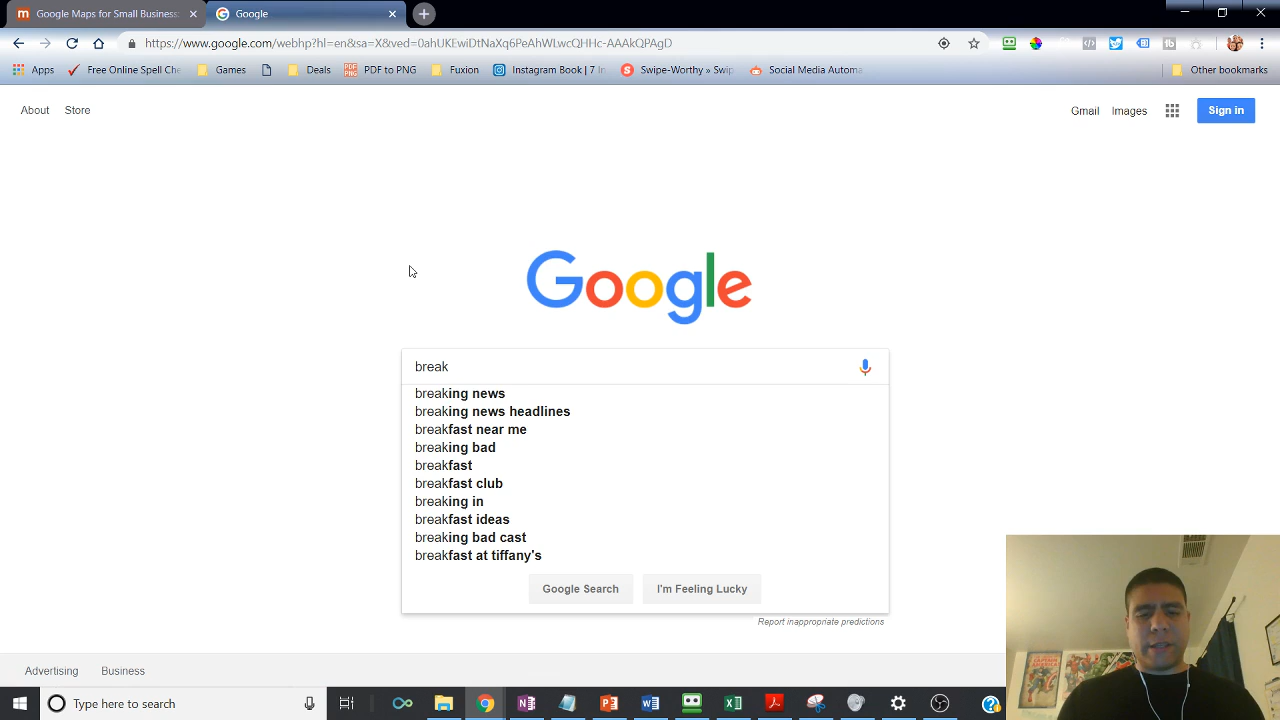 Google Maps for Small Business
Google
https://www.google.com/webhp?hl=en&sa=X&ved=0ahUKEwiDtNaXq6PeAhWLwcQHHc-AAAkQPAgD
Apps
Free Online Spell Che
Games
Deals
PDF to PNG
Fuxion
Instagram Book | 7 In
Swipe-Worthy » Swip
Social Media Automa
Other bookmarks
About
Store
Gmail
Images
Sign in
Google
break
breaking news
breaking news headlines
breakfast near me
breaking bad
breakfast
breakfast club
breaking in
breakfast ideas
breaking bad cast
breakfast at tiffany's
Google Search
I'm Feeling Lucky
Report inappropriate predictions
Advertising
Business
Type here to search